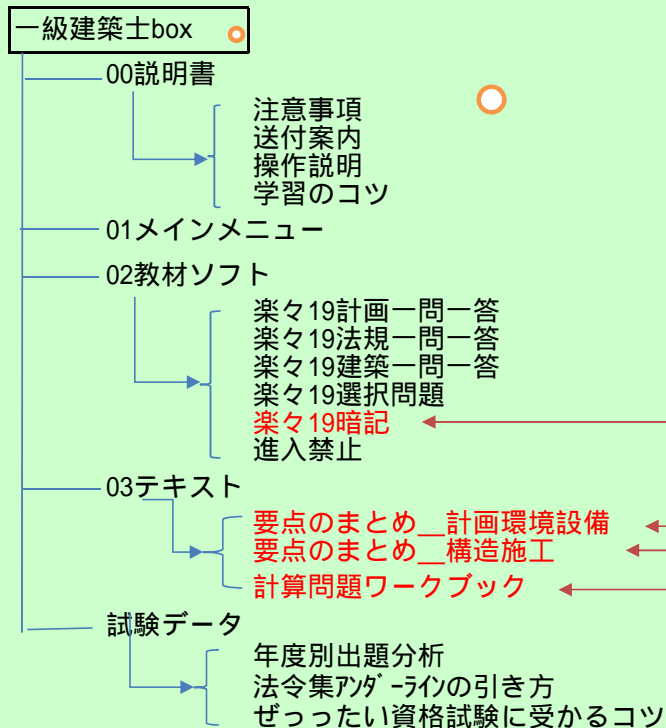 一級建築士box
00説明書
注意事項
送付案内
操作説明
学習のコツ
01メインメニュー
02教材ソフト
楽々19計画一問一答
楽々19法規一問一答
楽々19建築一問一答
楽々19選択問題
楽々19暗記
進入禁止
03テキスト
要点のまとめ__計画環境設備
要点のまとめ__構造施工
計算問題ワークブック
試験データ
年度別出題分析
法令集ｱﾝﾀﾞｰﾗｲﾝの引き方
ぜっったい資格試験に受かるコツ